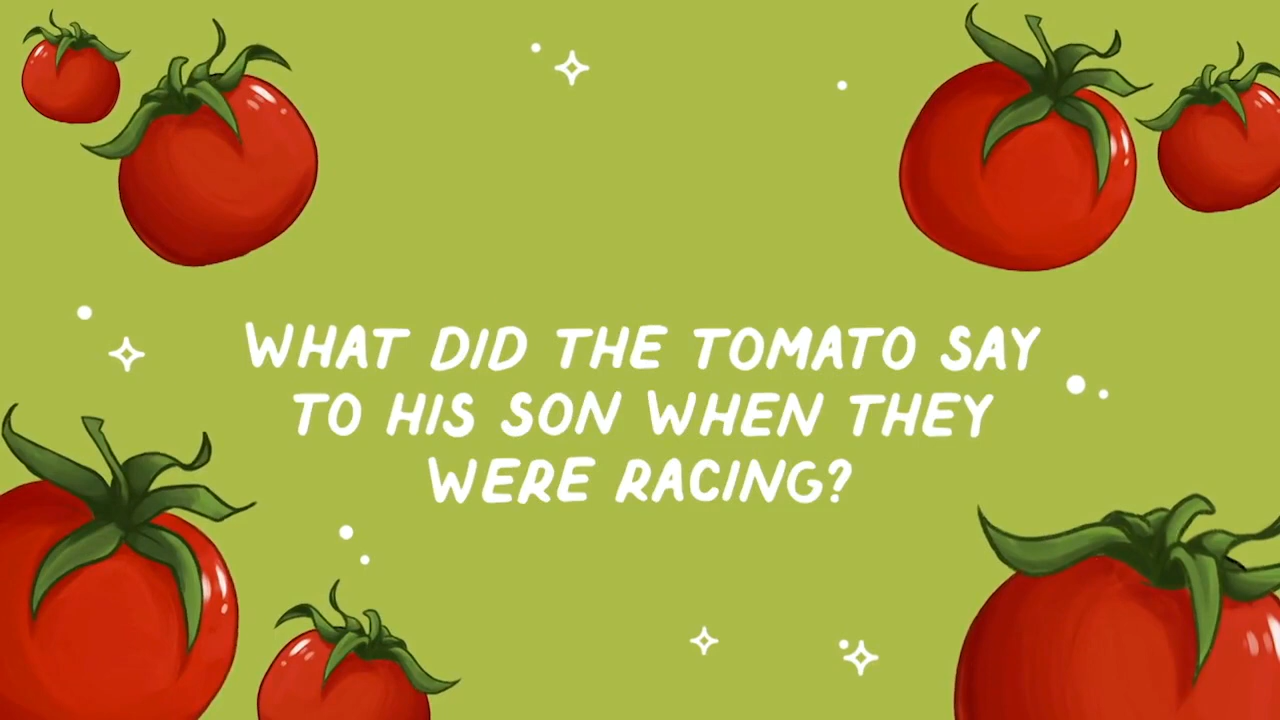 WHAT DID THE TOMATO SAY
TO HIS SON WHEN THEY
WERE RACING?